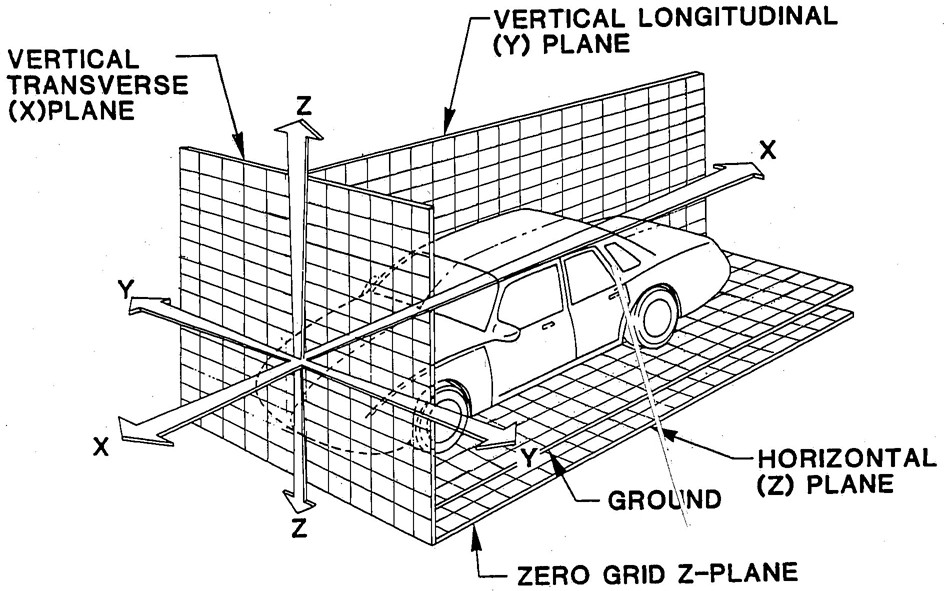 VERTICAL LONGITUDINAL
(Y) PLANE
VERTICAL
TRANSVERSE
(X)PLANE
Z
X
Y
X
Y
Z
HORIZONTAL
(Z) PLANE
GROUND
ZERO GRID Z-PLANE